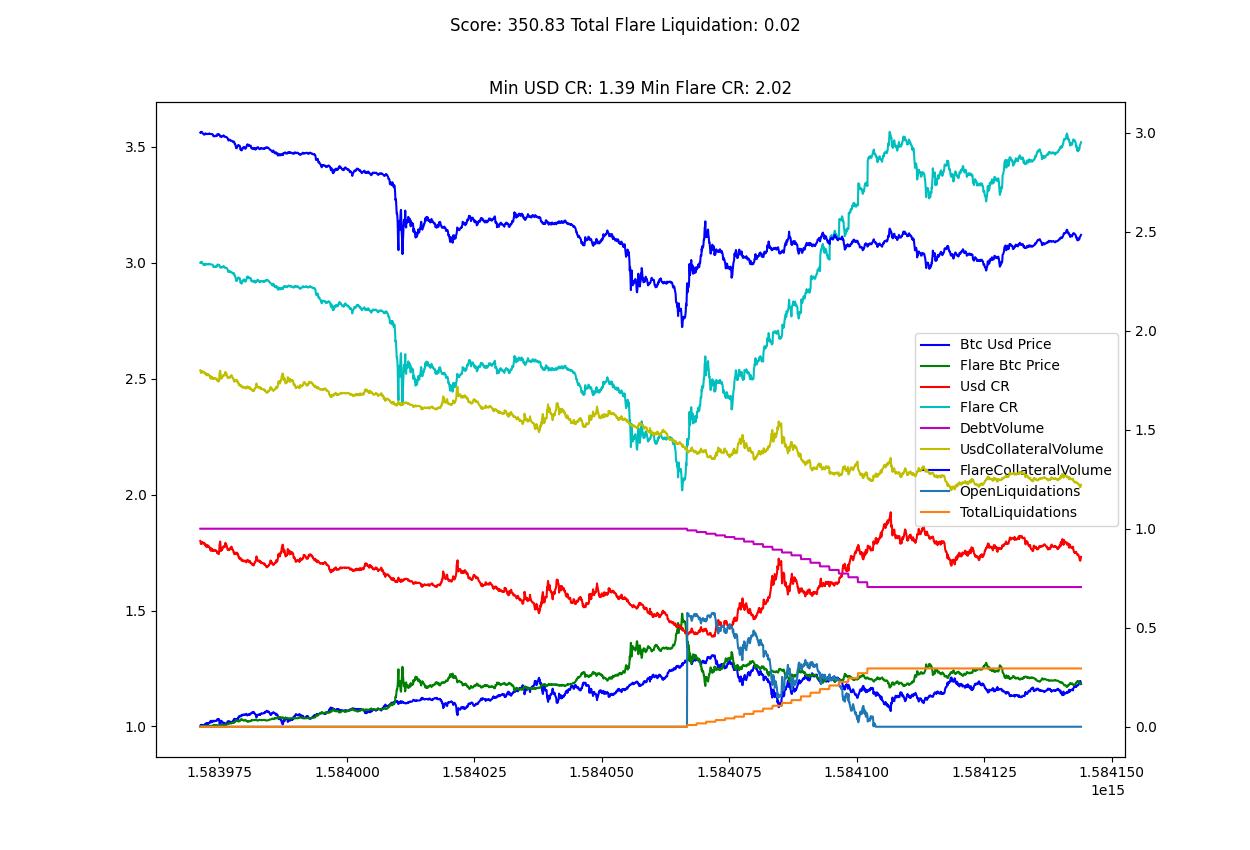 Score: 350.83 Total Flare Liquidation: 0.02
Min USD CR: 1.39 Min Flare CR: 2.02
3.5
3.0
2.5
2.0
1.5
1.0
3.0
2.5
2.0
1.5
1.0
0.5
0.0
Btc Usd Price
Flare Btc Price
Usd CR
Flare CR
DebtVolume
UsdCollateralVolume
FlareCollateralVolume
OpenLiquidations
TotalLiquidations
1.583975 1.584000 1.584025 1.584050 1.584075 1.584100 1.584125 1.584150
1e15